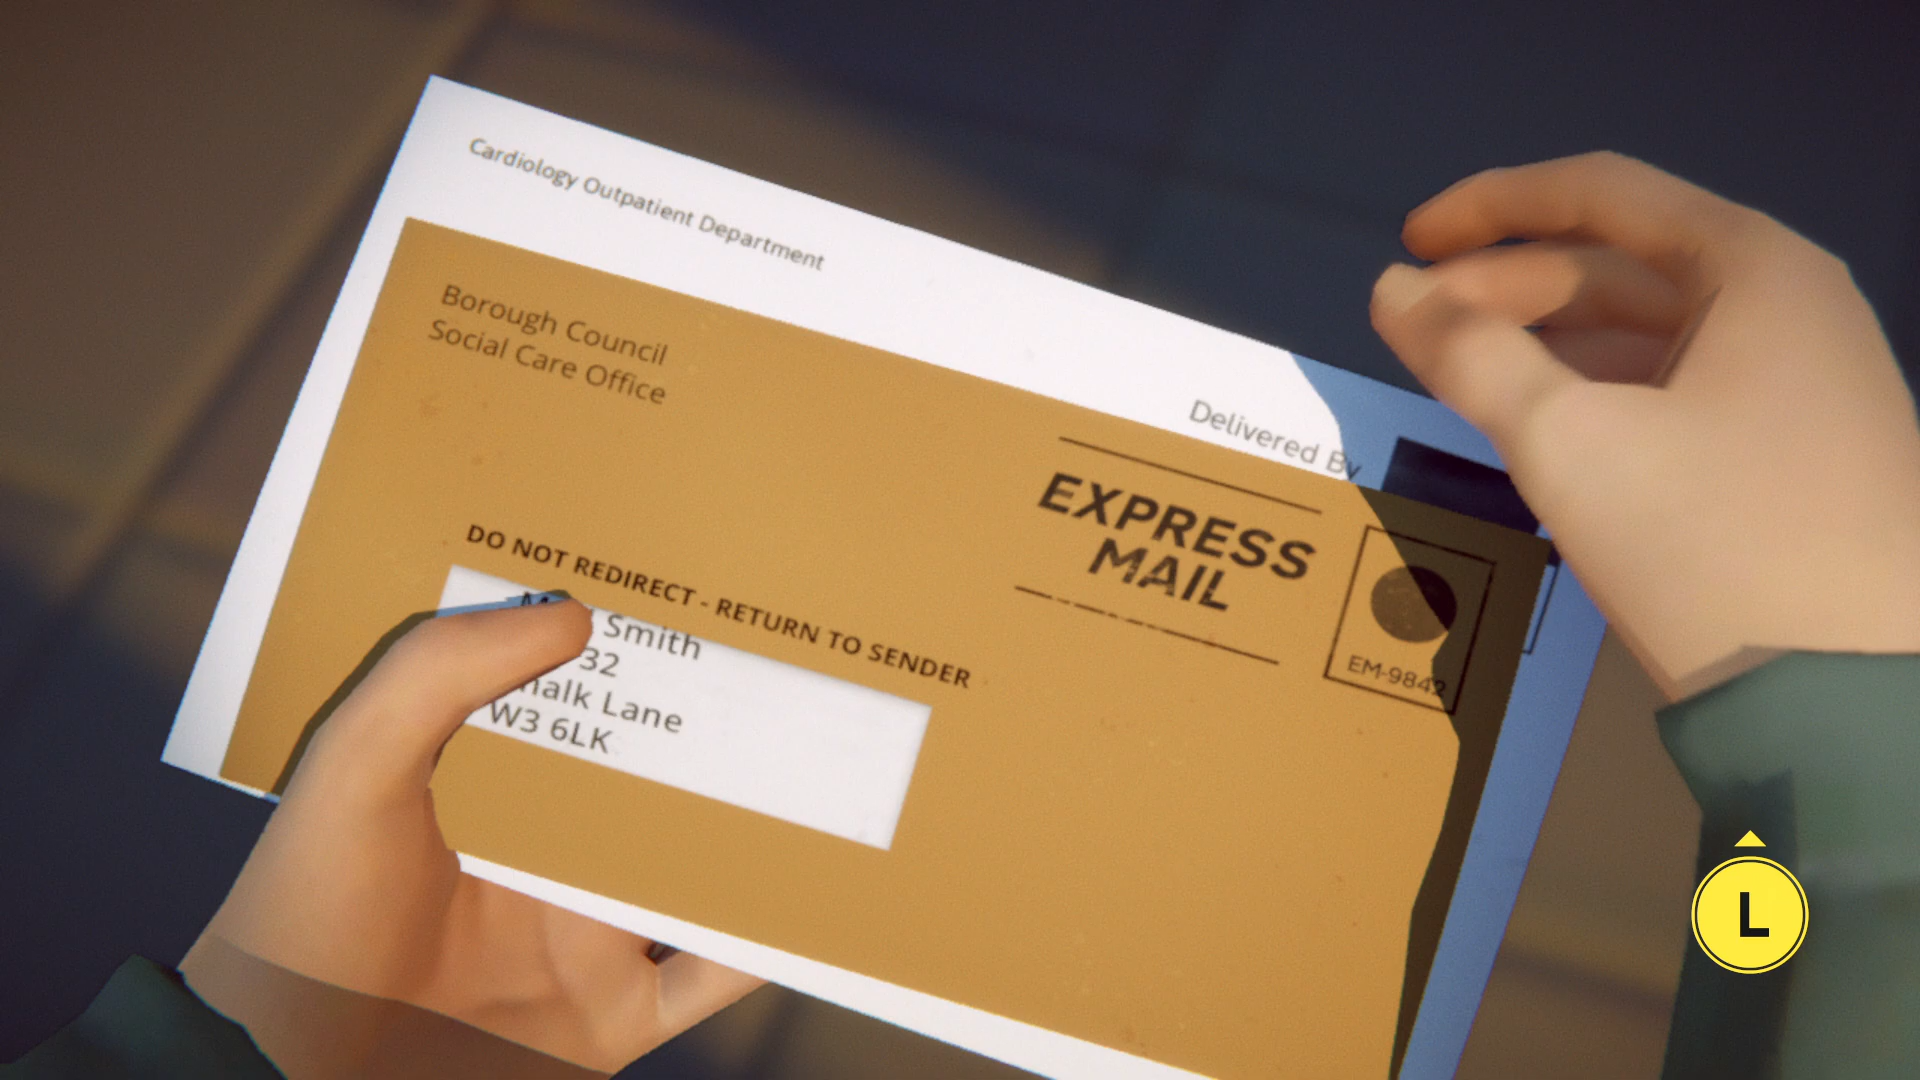 Cardiology Outpatient Department
Borough Council
Social Care Office
Delivered By
EXPRESS
MAIL
EM-9842
DO NOT REDIRECT - RETURN TO SENDER
Smith
32
Lane
W3 6LK
L